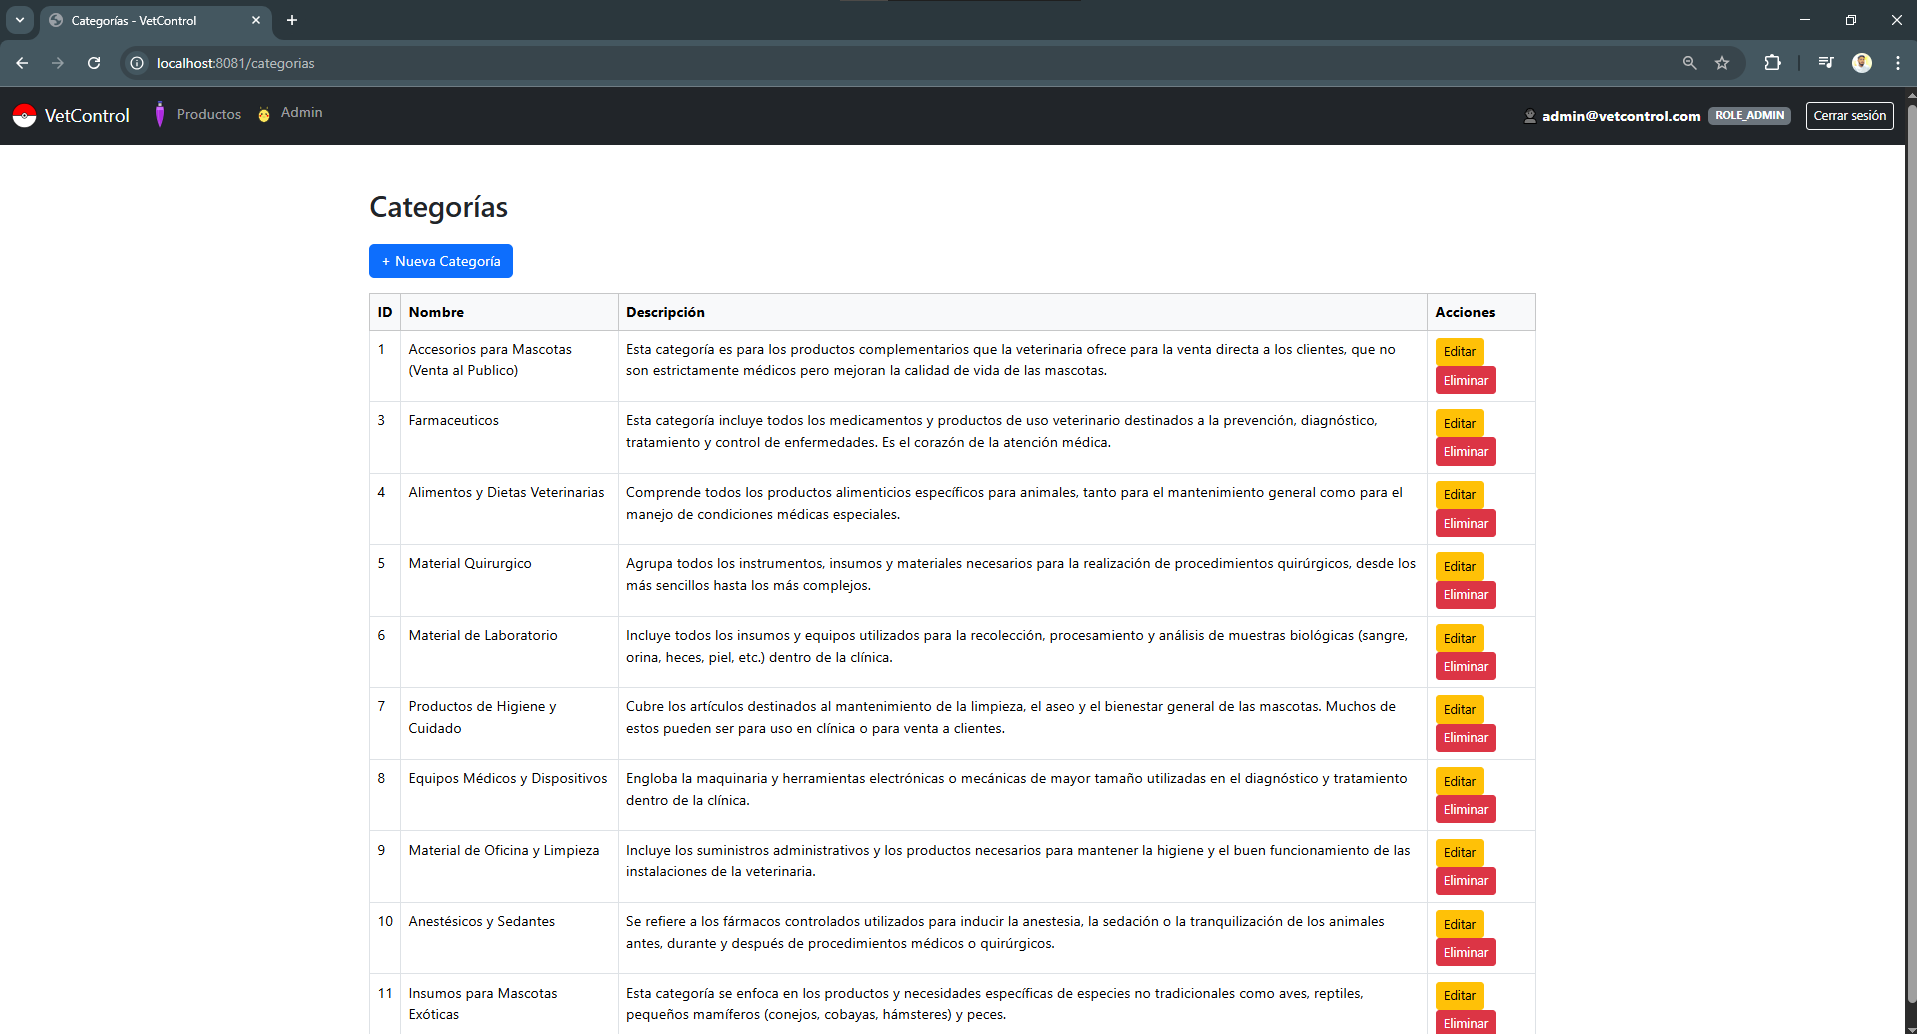 Categorías - VetControl
localhost:8081/categorias
VetControl Productos Admin admin@vetcontrol.com ROLE_ADMIN Cerrar sesión
Categorías
+ Nueva Categoría
ID Nombre Descripción Acciones
1 Accesorios para Mascotas Esta categoría es para los productos complementarios que la veterinaria ofrece para la venta directa a los clientes, que no Editar
(Venta al Publico) son estrictamente médicos pero mejoran la calidad de vida de las mascotas. Eliminar
3 Farmaceuticos Esta categoría incluye todos los medicamentos y productos de uso veterinario destinados a la prevención, diagnóstico, Editar
tratamiento y control de enfermedades. Es el corazón de la atención médica. Eliminar
4 Alimentos y Dietas Veterinarias Comprende todos los productos alimenticios específicos para animales, tanto para el mantenimiento general como para el Editar
manejo de condiciones médicas especiales. Eliminar
5 Material Quirurgico Agrupa todos los instrumentos, insumos y materiales necesarios para la realización de procedimientos quirúrgicos, desde los Editar
más sencillos hasta los más complejos. Eliminar
6 Material de Laboratorio Incluye todos los insumos y equipos utilizados para la recolección, procesamiento y análisis de muestras biológicas (sangre, Editar
orina, heces, piel, etc.) dentro de la clínica. Eliminar
7 Productos de Higiene y Cubre los artículos destinados al mantenimiento de la limpieza, el aseo y el bienestar general de las mascotas. Muchos de Editar
Cuidado estos pueden ser para uso en clínica o para venta a clientes. Eliminar
8 Equipos Médicos y Dispositivos Engloba la maquinaria y herramientas electrónicas o mecánicas de mayor tamaño utilizadas en el diagnóstico y tratamiento Editar
dentro de la clínica. Eliminar
9 Material de Oficina y Limpieza Incluye los suministros administrativos y los productos necesarios para mantener la higiene y el buen funcionamiento de las Editar
instalaciones de la veterinaria. Eliminar
10 Anestésicos y Sedantes Se refiere a los fármacos controlados utilizados para inducir la anestesia, la sedación o la tranquilización de los animales Editar
antes, durante y después de procedimientos médicos o quirúrgicos. Eliminar
11 Insumos para Mascotas Esta categoría se enfoca en los productos y necesidades específicas de especies no tradicionales como aves, reptiles, Editar
Exóticas pequeños mamíferos (conejos, cobayas, hámsteres) y peces. Eliminar